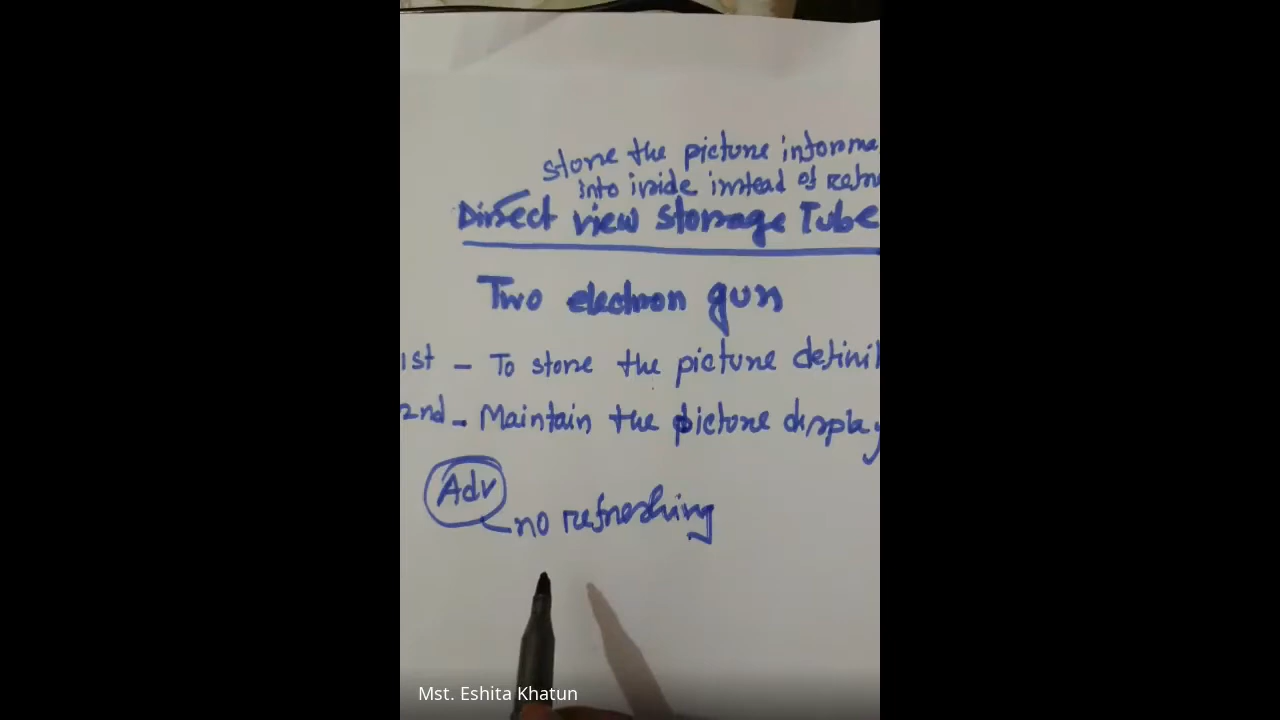 store the picture informa
into inside instead of refre
Direct view storage Tube
Two electron gun
1st - To store the picture definit
2nd - Maintain the picture display
Adv
no refreshing
Mst. Eshita Khatun